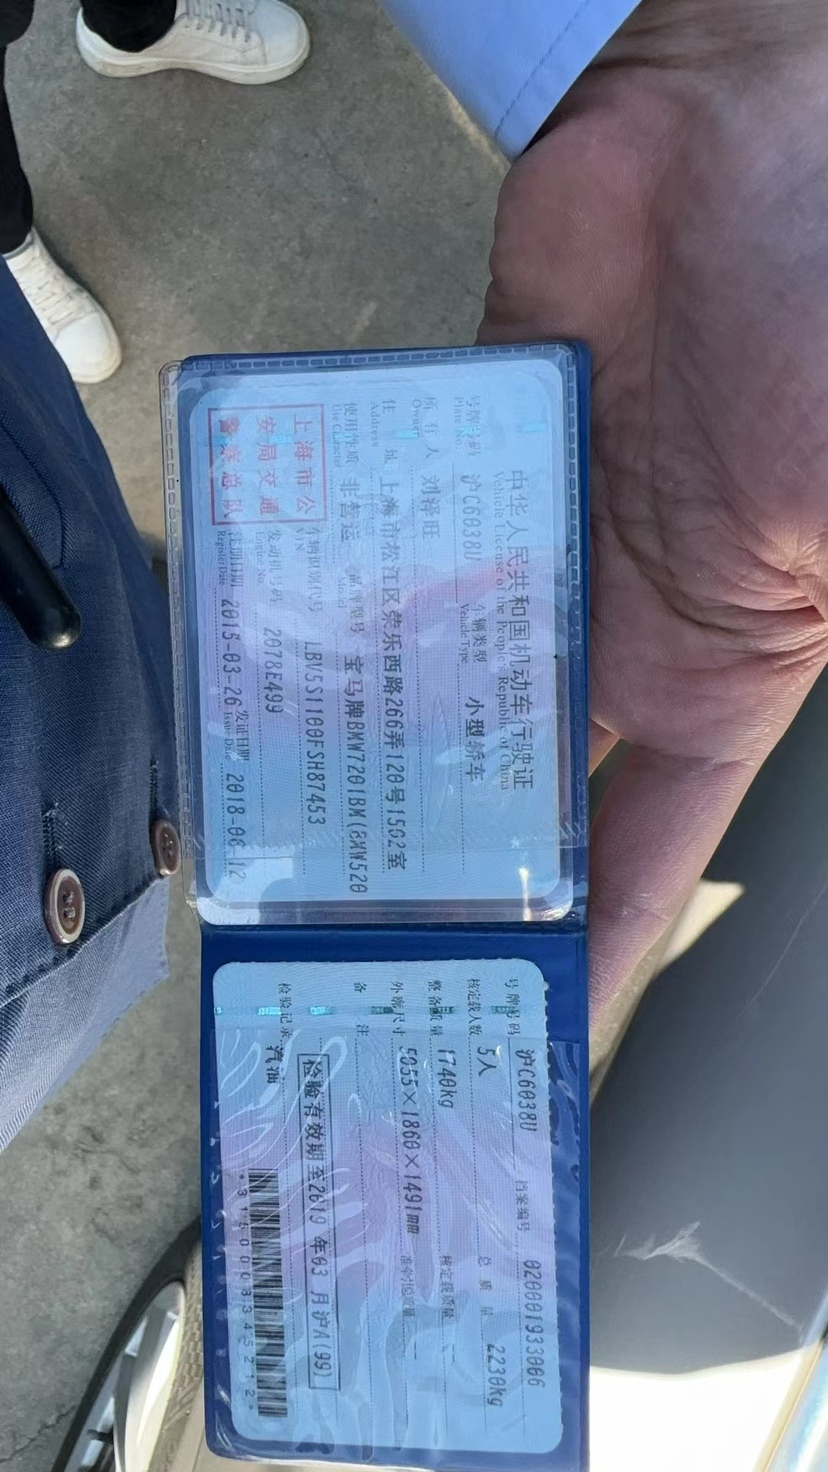 中华人民共和国机动车行驶证
Vehicle License of the People's Republic of China
号牌号码 沪C6038U 车辆类型 小型轿车
Plate No. Vehicle Type
所有人 刘泽旺
Owner
住址 上海市松江区荣乐西路266弄120号1502室
Address
使用性质 非营运 品牌型号 宝马牌BMW7201BM(BMW520
Use Character Model
上海市公
安局交通
警察总队
车辆识别代号 LBV5S1100FSH87453
VIN
发动机号码 2078E499
Engine No.
注册日期 2015-03-26 发证日期 2018-06-12
Register Date Issue Date
号牌号码 沪C6038U 档案编号 020001933006
核定载人数 5人 总质量 2230kg
整备质量 1740kg 核定载质量
外廓尺寸 5055×1860×1491mm 准牵引总质量
备注
检验有效期至2019年03月沪A(99)
检验记录 汽油
*3150003345212*